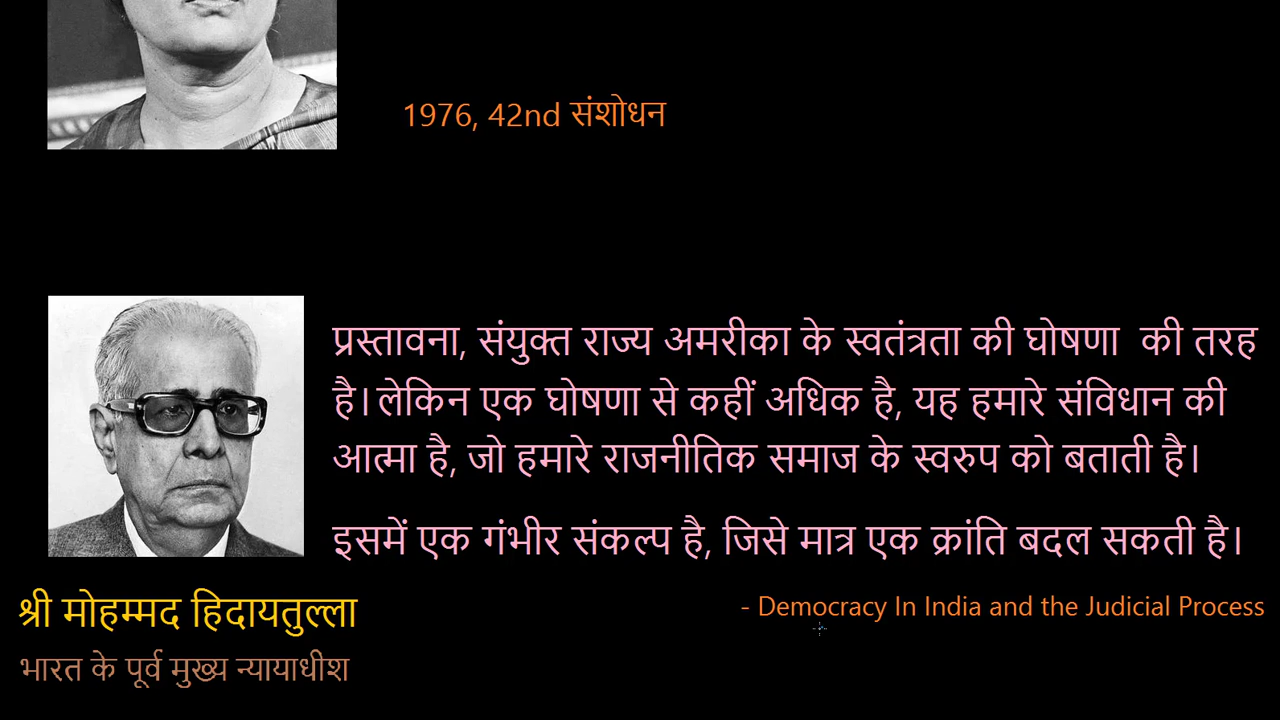 1976, 42nd संशोधन
प्रस्तावना, संयुक्त राज्य अमरीका के स्वतंत्रता की घोषणा की तरह
है। लेकिन एक घोषणा से कहीं अधिक है, यह हमारे संविधान की
आत्मा है, जो हमारे राजनीतिक समाज के स्वरुप को बताती है।
इसमें एक गंभीर संकल्प है, जिसे मात्र एक क्रांति बदल सकती है।
- Democracy In India and the Judicial Process
श्री मोहम्मद हिदायतुल्ला
भारत के पूर्व मुख्य न्यायाधीश